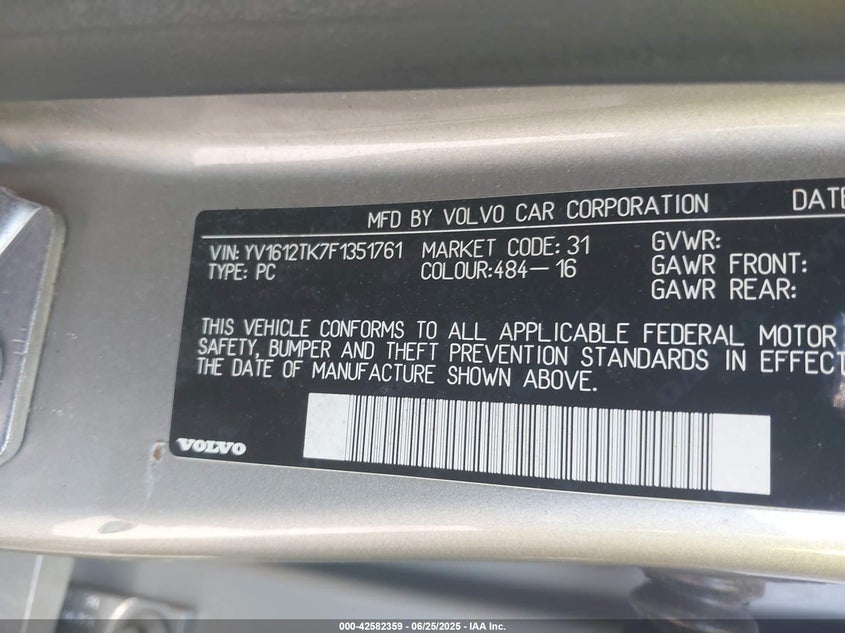 MFD BY VOLVO CAR CORPORATION DATE
VIN: YV1612TK7F1351761 MARKET CODE: 31 GVWR:
TYPE: PC COLOUR:484—16 GAWR FRONT:
GAWR REAR:
THIS VEHICLE CONFORMS TO ALL APPLICABLE FEDERAL MOTOR
SAFETY, BUMPER AND THEFT PREVENTION STANDARDS IN EFFECT
THE DATE OF MANUFACTURE SHOWN ABOVE.
VOLVO
000-42582359 - 06/25/2025 - IAA Inc.